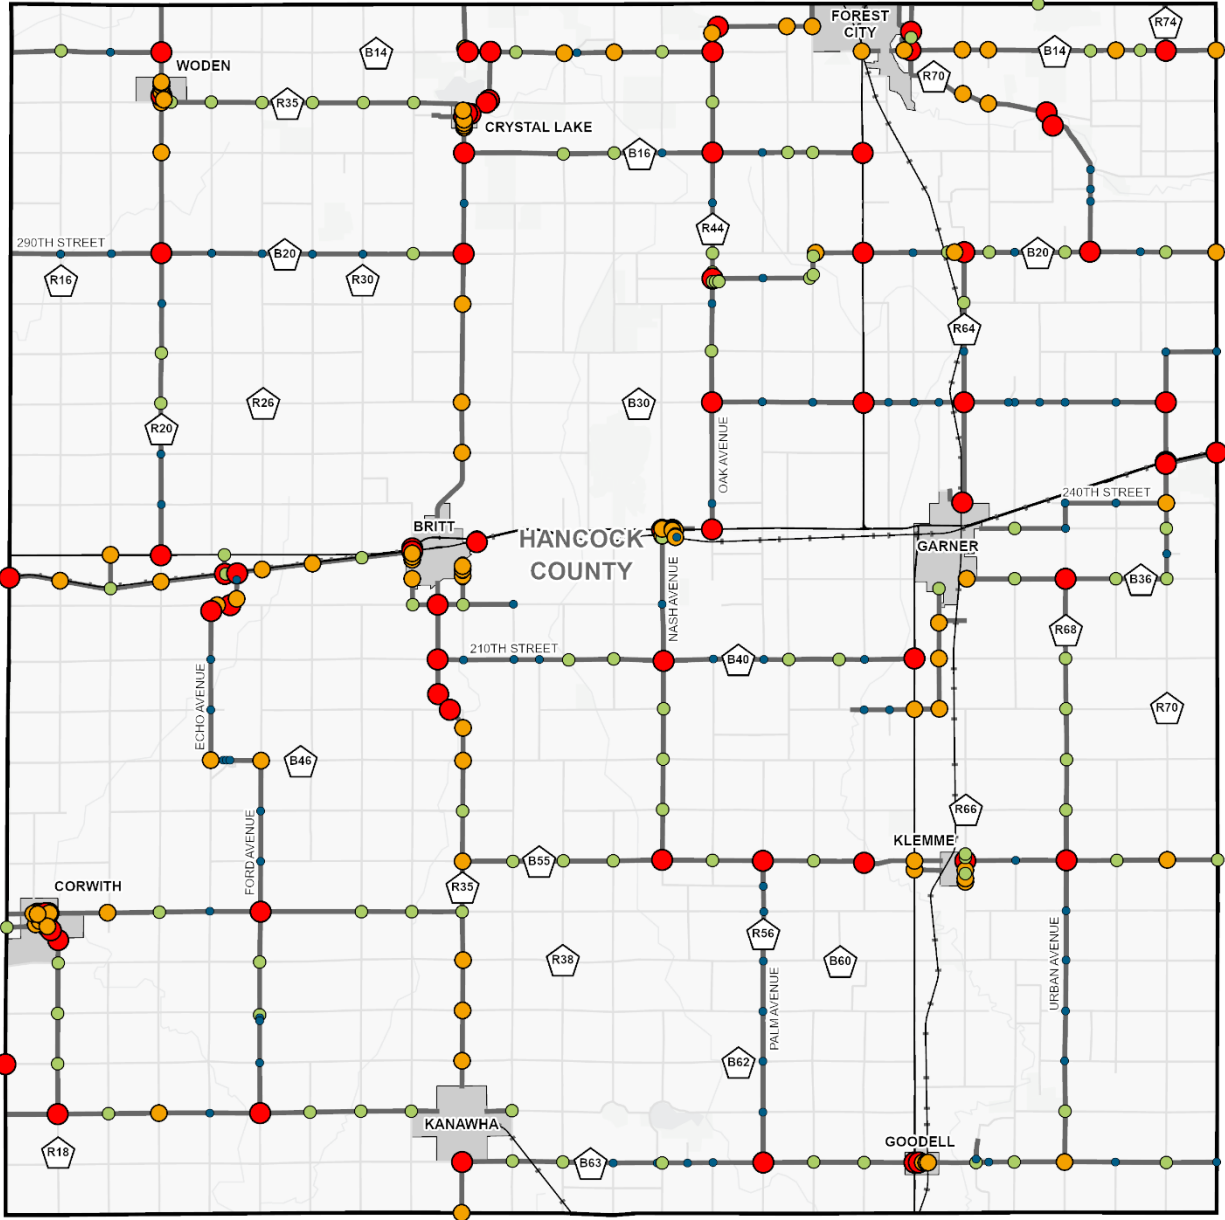 FOREST
CITY
R74
B14
B14
WODEN
R70
R35
CRYSTAL LAKE
B16
R44
290TH STREET
B20
B20
R16
R30
R64
R26
B30
R20
OAK AVENUE
240TH STREET
BRITT
HANCOCK
COUNTY
GARNER
B36
NASH AVENUE
R68
210TH STREET
B40
ECHO AVENUE
R70
B46
FORD AVENUE
R66
KLEMME
B55
CORWITH
R35
R56
URBAN AVENUE
R38
B60
PALM AVENUE
B62
KANAWHA
GOODELL
R18
B63